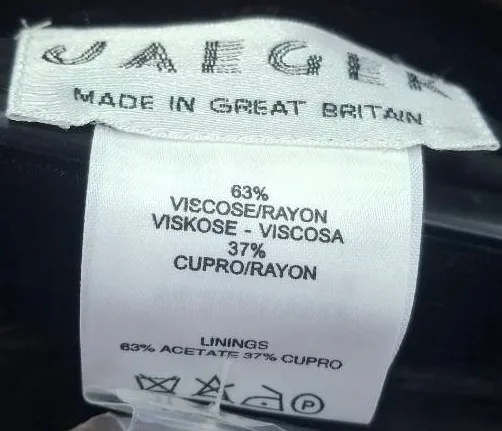 JAEGER
MADE IN GREAT BRITAIN
63%
VISCOSE/RAYON
VISKOSE - VISCOSA
37%
CUPRO/RAYON
LININGS
63% ACETATE 37% CUPRO
P